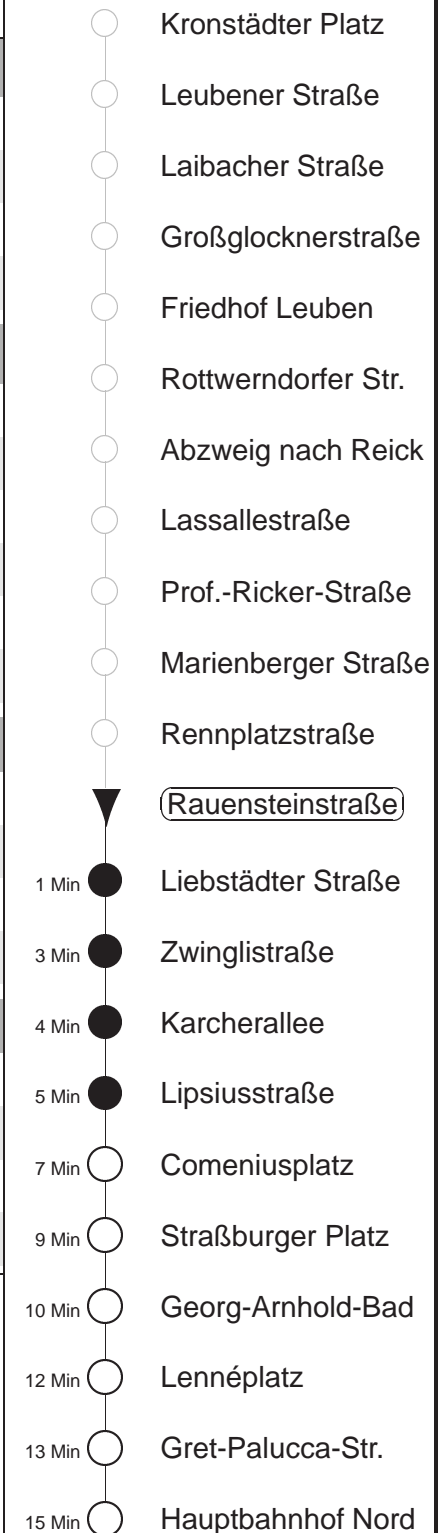 Kronstädter Platz
Leubener Straße
Laibacher Straße
Großglocknerstraße
Friedhof Leuben
Rottwerndorfer Str.
Abzweig nach Reick
Lassallestraße
Prof.-Ricker-Straße
Marienberger Straße
Rennplatzstraße
Rauensteinstraße
1 Min Liebstädter Straße
3 Min Zwinglistraße
4 Min Karcherallee
5 Min Lipsiusstraße
7 Min Comeniusplatz
9 Min Straßburger Platz
10 Min Georg-Arnhold-Bad
12 Min Lennéplatz
13 Min Gret-Palucca-Str.
15 Min Hauptbahnhof Nord